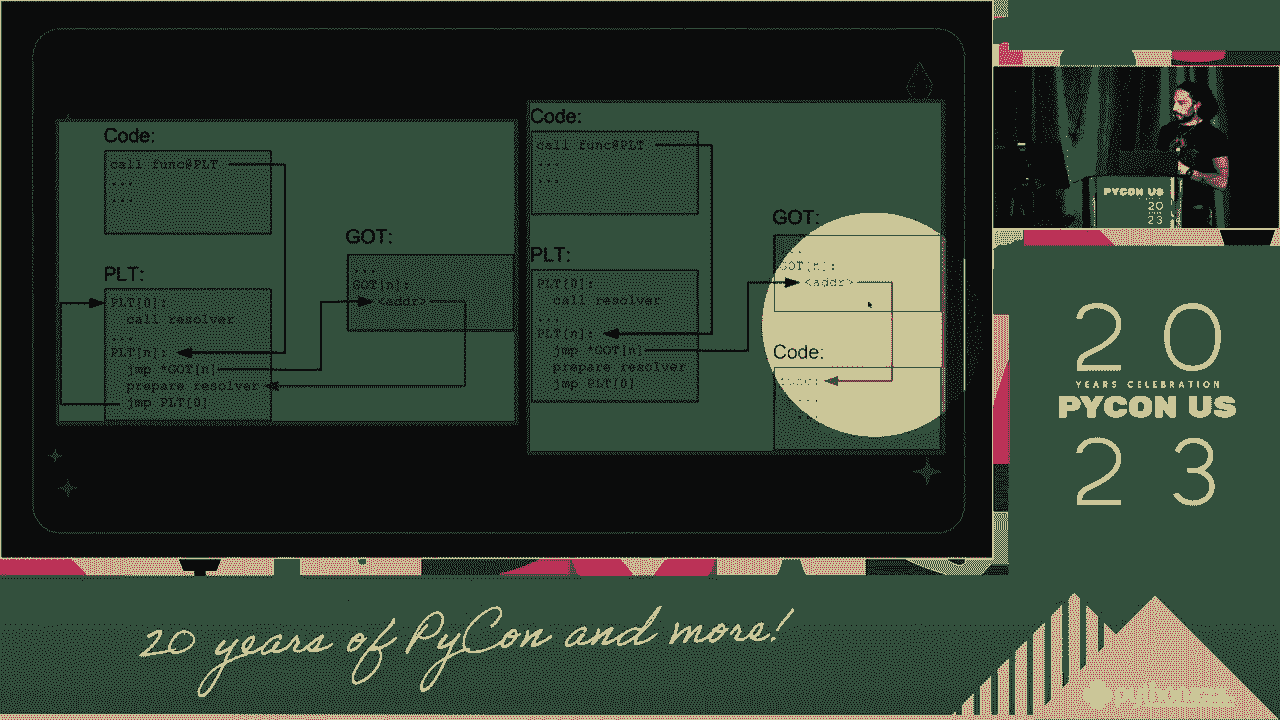 Code:
call func@PLT
...
...
PLT:
PLT[0]:
call resolver
...
PLT[n]:
jmp *GOT[n]
prepare resolver
jmp PLT[0]
GOT:
...
GOT[n]:
<addr>
Code:
call func@PLT
...
...
PLT:
PLT[0]:
call resolver
...
PLT[n]:
jmp *GOT[n]
prepare resolver
jmp PLT[0]
GOT:
...
GOT[n]:
<addr>
Code:
func:
...
...
PYCON US
20
23
20
YEARS CELEBRATION
PYCON US
23
20 years of PyCon and more!